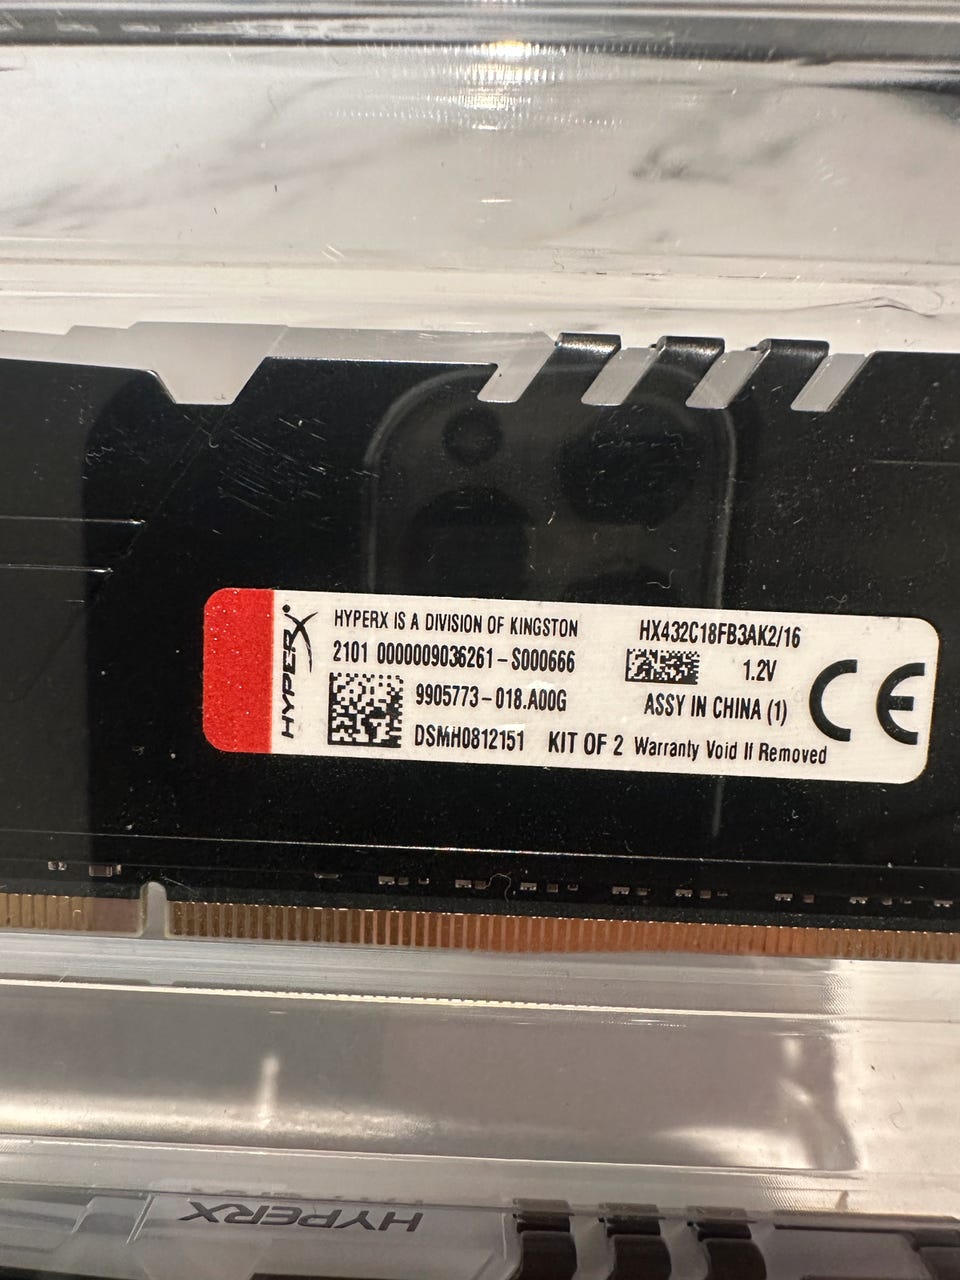 HYPERX
HYPERX IS A DIVISION OF KINGSTON
2101 0000009036261-S000666
9905773-018.A00G
DSMH0812151 KIT OF 2 Warranty Void If Removed
HX432C18FB3AK2/16
1.2V
ASSY IN CHINA (1)
CE
HYPERX